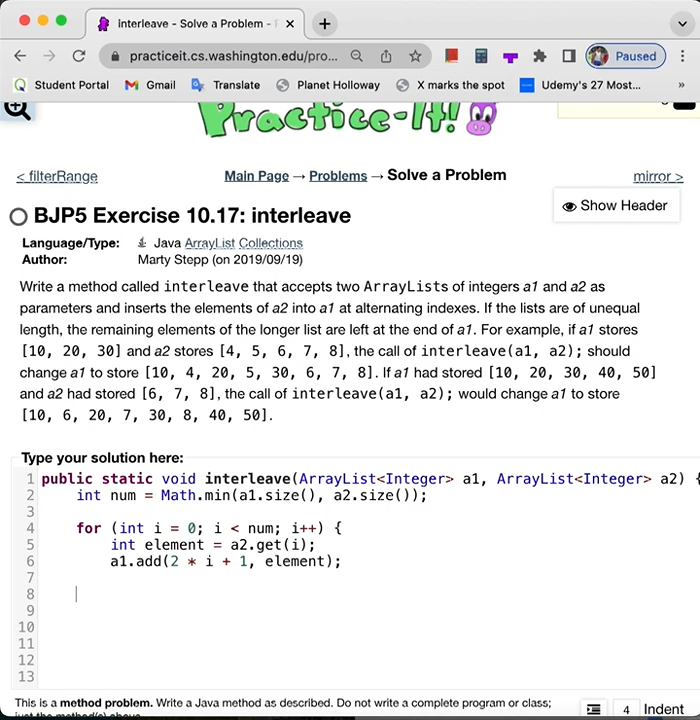 interleave - Solve a Problem -
practiceit.cs.washington.edu/pro...
Paused
Student Portal
Gmail
Translate
Planet Holloway
X marks the spot
Udemy's 27 Most...
»
Practice-It!
< filterRange
Main Page → Problems → Solve a Problem
mirror >
Show Header
BJP5 Exercise 10.17: interleave
Language/Type: Java ArrayList Collections
Author: Marty Stepp (on 2019/09/19)
Write a method called interleave that accepts two ArrayLists of integers a1 and a2 as
parameters and inserts the elements of a2 into a1 at alternating indexes. If the lists are of unequal
length, the remaining elements of the longer list are left at the end of a1. For example, if a1 stores
[10, 20, 30] and a2 stores [4, 5, 6, 7, 8], the call of interleave(a1, a2); should
change a1 to store [10, 4, 20, 5, 30, 6, 7, 8]. If a1 had stored [10, 20, 30, 40, 50]
and a2 had stored [6, 7, 8], the call of interleave(a1, a2); would change a1 to store
[10, 6, 20, 7, 30, 8, 40, 50].
Type your solution here:
1 public static void interleave(ArrayList<Integer> a1, ArrayList<Integer> a2) {
2 int num = Math.min(a1.size(), a2.size());
3
4 for (int i = 0; i < num; i++) {
5 int element = a2.get(i);
6 a1.add(2 * i + 1, element);
7
8
9
10
11
12
13
This is a method problem. Write a Java method as described. Do not write a complete program or class;
just the method(s) above.
4 Indent